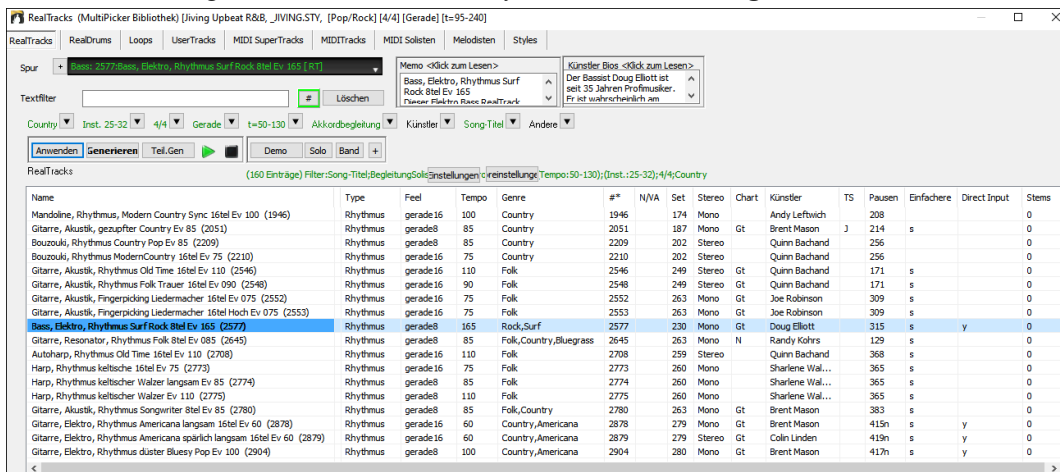 RealTracks (MultiPicker Bibliothek) [Jiving Upbeat R&B, _JIVING.STY, [Pop/Rock] [4/4] [Gerade] [t=95-240]
RealTracks RealDrums Loops UserTracks MIDI SuperTracks MIDITracks MIDI Solisten Melodisten Styles
Spur + Bass: 2577:Bass, Elektro, Rhythmus Surf Rock 8tel Ev 165 [ RT]
Memo <Klick zum Lesen>
Bass, Elektro, Rhythmus Surf
Rock 8tel Ev 165
Dieser Elektro Bass RealTrack
Künstler Bios <Klick zum Lesen>
Der Bassist Doug Elliott ist
seit 35 Jahren Profimusiker.
Er ist wahrscheinlich am
Textfilter # Löschen
Country Inst. 25-32 4/4 Gerade t=50-130 Akkordbegleitung Künstler Song-Titel Andere
Anwenden Generieren Teil.Gen Demo Solo Band +
RealTracks (160 Einträge) Filter:Song-Titel;BegleitungSolis Einstellungen oreinstellunge Tempo:50-130);(Inst.:25-32);4/4;Country
Name Type Feel Tempo Genre #^ N/VA Set Stereo Chart Künstler TS Pausen Einfachere Direct Input Stems
Mandoline, Rhythmus, Modern Country Sync 16tel Ev 100 (1946) Rhythmus gerade16 100 Country 1946 174 Mono Andy Leftwich 208 0
Gitarre, Akustik, gezupfter Country Ev 85 (2051) Rhythmus gerade8 85 Country 2051 187 Mono Gt Brent Mason J 214 s 0
Bouzouki, Rhythmus Country Pop Ev 85 (2209) Rhythmus gerade8 85 Country 2209 202 Stereo Quinn Bachand 256 0
Bouzouki, Rhythmus ModernCountry 16tel Ev 75 (2210) Rhythmus gerade16 75 Country 2210 202 Stereo Quinn Bachand 256 0
Gitarre, Akustik, Rhythmus Old Time 16tel Ev 110 (2546) Rhythmus gerade16 110 Folk 2546 249 Stereo Gt Quinn Bachand 171 s 0
Gitarre, Akustik, Rhythmus Folk Trauer 16tel Ev 090 (2548) Rhythmus gerade16 90 Folk 2548 249 Stereo Gt Quinn Bachand 171 s 0
Gitarre, Akustik, Fingerpicking Liedermacher 16tel Ev 075 (2552) Rhythmus gerade16 75 Folk 2552 263 Mono Gt Joe Robinson 309 s 0
Gitarre, Akustik, Fingerpicking Liedermacher 16tel Hoch Ev 075 (2553) Rhythmus gerade16 75 Folk 2553 263 Mono Gt Joe Robinson 309 s 0
Bass, Elektro, Rhythmus Surf Rock 8tel Ev 165 (2577) Rhythmus gerade8 165 Rock,Surf 2577 230 Mono Gt Doug Elliott 315 s y 0
Gitarre, Resonator, Rhythmus Folk 8tel Ev 085 (2645) Rhythmus gerade8 85 Folk,Country,Bluegrass 2645 263 Mono N Randy Kohrs 129 s 0
Autoharp, Rhythmus Old Time 16tel Ev 110 (2708) Rhythmus gerade16 110 Folk 2708 259 Stereo Quinn Bachand 368 s 0
Harp, Rhythmus keltische 16tel Ev 75 (2773) Rhythmus gerade16 75 Folk 2773 260 Mono Sharlene Wal... 365 s 0
Harp, Rhythmus keltischer Walzer langsam Ev 85 (2774) Rhythmus gerade8 85 Folk 2774 260 Mono Sharlene Wal... 365 s 0
Harp, Rhythmus keltischer Walzer Ev 110 (2775) Rhythmus gerade8 110 Folk 2775 260 Mono Sharlene Wal... 365 s 0
Gitarre, Akustik, Rhythmus Songwriter 8tel Ev 85 (2780) Rhythmus gerade8 85 Folk,Country 2780 263 Mono Gt Brent Mason 383 s 0
Gitarre, Elektro, Rhythmus Americana langsam 16tel Ev 60 (2878) Rhythmus gerade16 60 Country,Americana 2878 279 Mono Gt Brent Mason 415n s y 0
Gitarre, Elektro, Rhythmus Americana spärlich langsam 16tel Ev 60 (2879) Rhythmus gerade16 60 Country,Americana 2879 279 Stereo Gt Colin Linden 419n s y 0
Gitarre, Elektro, Rhythmus düster Bluesy Pop Ev 100 (2904) Rhythmus gerade8 100 Country,Americana 2904 280 Mono Gt Brent Mason 417n s y 0